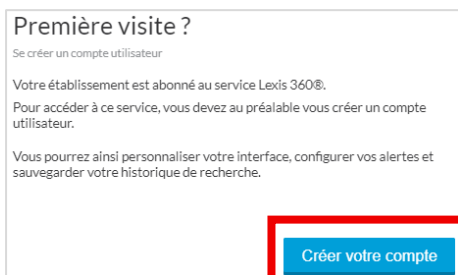 Première visite ?
Se créer un compte utilisateur
Votre établissement est abonné au service Lexis 360®.
Pour accéder à ce service, vous devez au préalable vous créer un compte
utilisateur.
Vous pourrez ainsi personnaliser votre interface, configurer vos alertes et
sauvegarder votre historique de recherche.
Créer votre compte